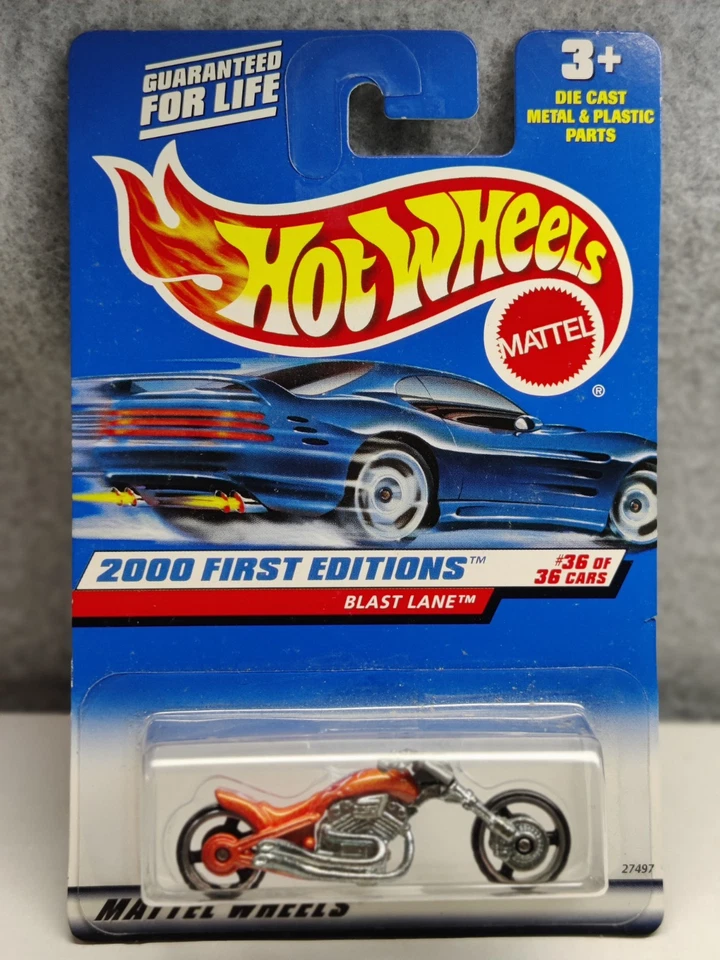 GUARANTEED
FOR LIFE
3+
DIE CAST
METAL & PLASTIC
PARTS
HOT WHEELS
MATTEL
®
2000 FIRST EDITIONS™
#36 OF
36 CARS
BLAST LANE™
27497
MATTEL WHEELS